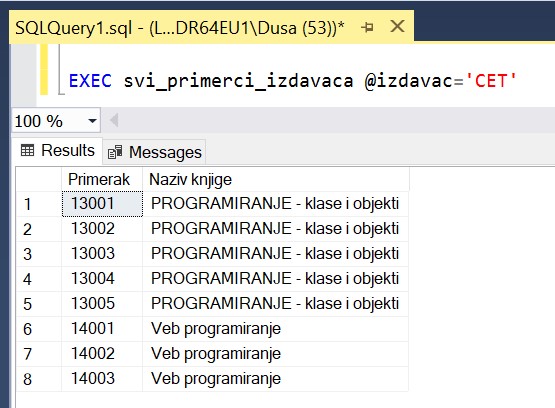 SQLQuery1.sql - (L...DR64EU1\Dusa (53))*
EXEC svi_primerci_izdavaca @izdavac='CET'
100 %
Results Messages
Primerak Naziv knjige
1 13001 PROGRAMIRANJE - klase i objekti
2 13002 PROGRAMIRANJE - klase i objekti
3 13003 PROGRAMIRANJE - klase i objekti
4 13004 PROGRAMIRANJE - klase i objekti
5 13005 PROGRAMIRANJE - klase i objekti
6 14001 Veb programiranje
7 14002 Veb programiranje
8 14003 Veb programiranje